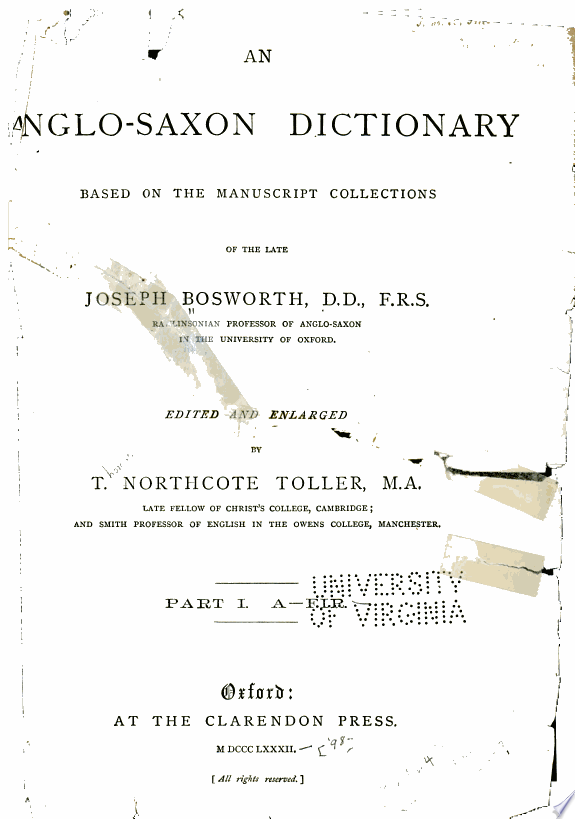 AN
ANGLO-SAXON DICTIONARY
BASED ON THE MANUSCRIPT COLLECTIONS
OF THE LATE
JOSEPH BOSWORTH, D.D., F.R.S.
RAWLINSONIAN PROFESSOR OF ANGLO-SAXON
IN THE UNIVERSITY OF OXFORD.
EDITED AND ENLARGED
BY
T. NORTHCOTE TOLLER, M.A.
LATE FELLOW OF CHRIST'S COLLEGE, CAMBRIDGE;
AND SMITH PROFESSOR OF ENGLISH IN THE OWENS COLLEGE, MANCHESTER.
UNIVERSITY
PART I. A—FIR.
OF VIRGINIA
Oxford:
AT THE CLARENDON PRESS.
M DCCC LXXXII. — ['98-
[All rights reserved.]